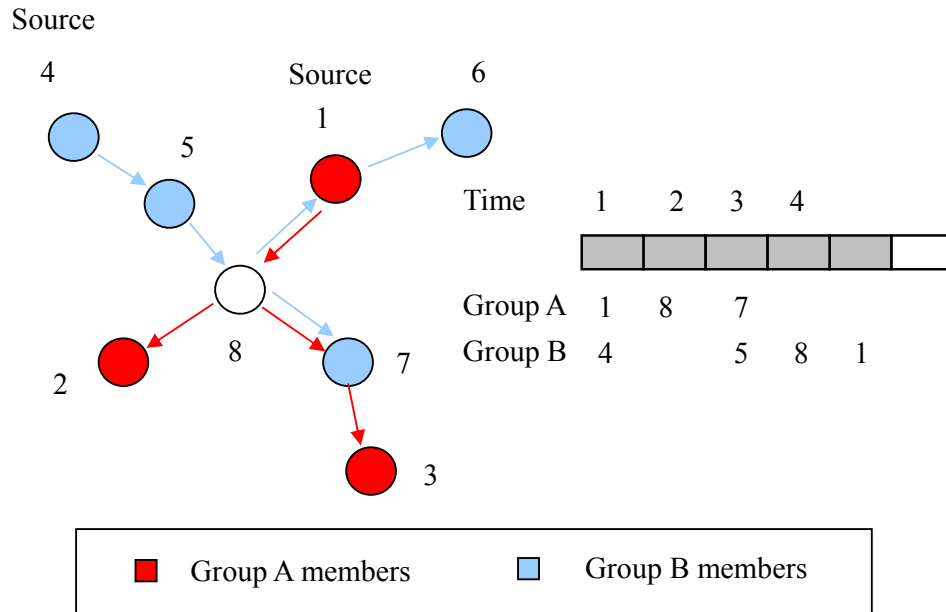 Source
4
Source
6
1
5
Time 1 2 3 4
Group A 1 8 7
Group B 4 5 8 1
8
7
2
3
Group A members
Group B members